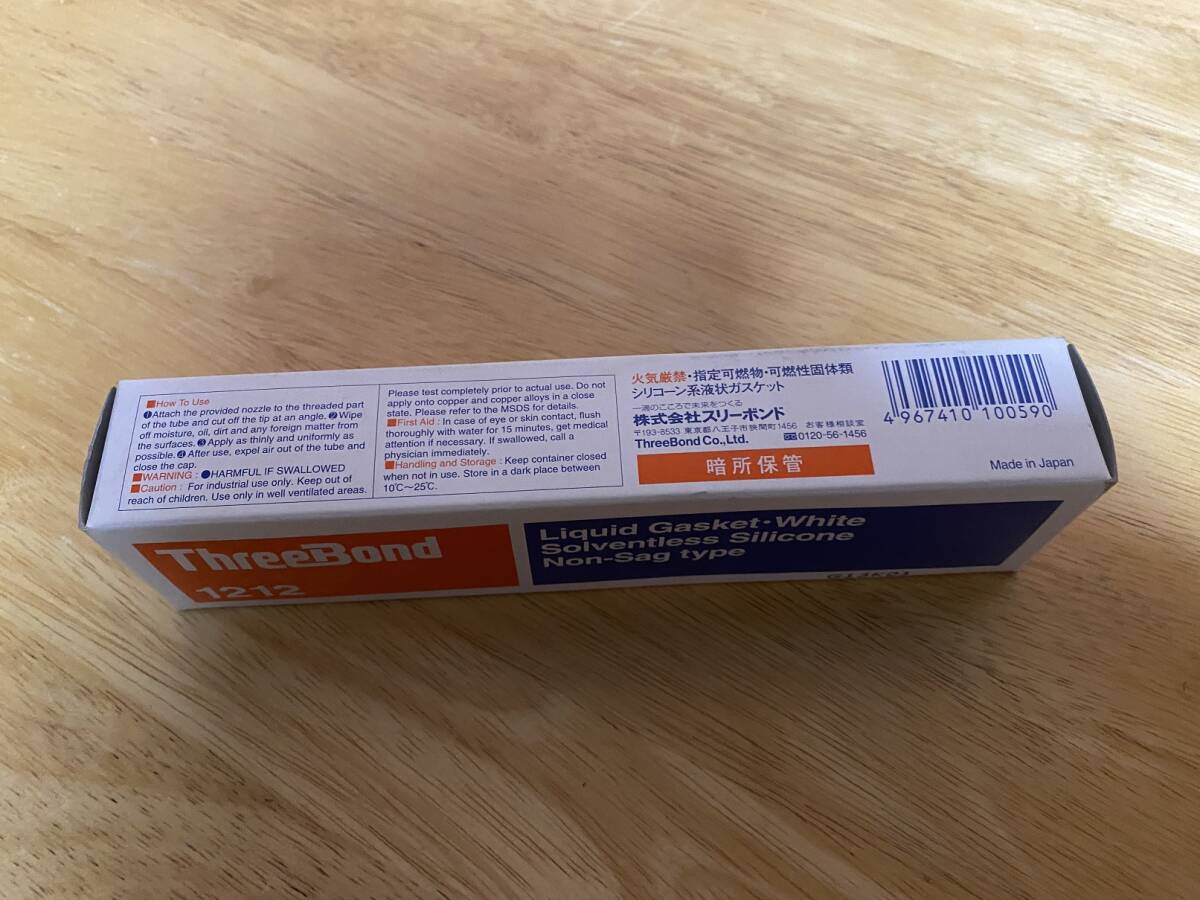 ■How To Use
❶Attach the provided nozzle to the threaded part
of the tube and cut off the tip at an angle. ❷Wipe
off moisture, oil, dirt and any foreign matter from
the surfaces. ❸Apply as thinly and uniformly as
possible. ❹After use, expel air out of the tube and
close the cap.
■WARNING : ●HARMFUL IF SWALLOWED
■Caution : For industrial use only. Keep out of
reach of children. Use only in well ventilated areas.
Please test completely prior to actual use. Do not
apply onto copper and copper alloys in a close
state. Please refer to the MSDS for details.
■First Aid : In case of eye or skin contact, flush
thoroughly with water for 15 minutes, get medical
attention if necessary. If swallowed, call a
physician immediately.
■Handling and Storage : Keep container closed
when not in use. Store in a dark place between
10℃～25℃.
火気厳禁・指定可燃物・可燃性固体類
シリコーン系液状ガスケット
一滴のこころで未来をつくる
株式会社スリーボンド
〒193-8533 東京都八王子市狭間町1456 お客様相談室
ThreeBond Co., Ltd. 0120-56-1456
暗所保管
4 967410 100590
Made in Japan
ThreeBond
1212
Liquid Gasket・White
Solventless Silicone
Non-Sag type